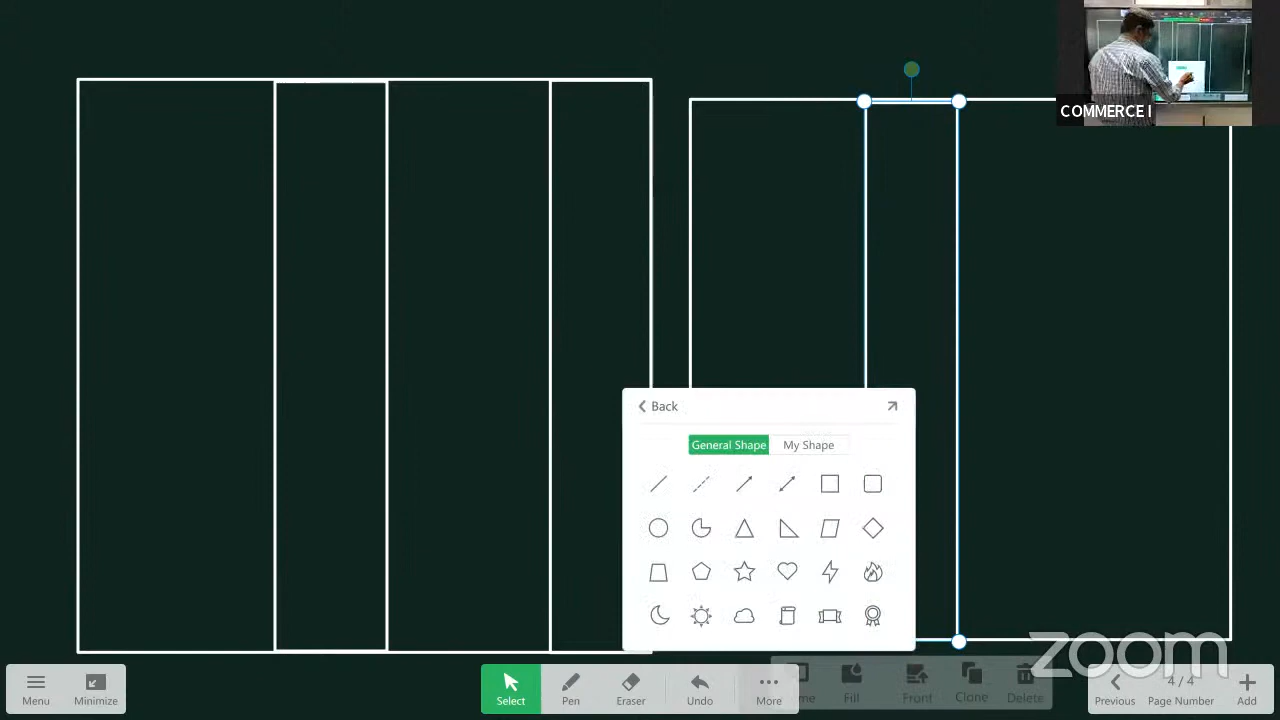 COMMERCE I
Back
General Shape
My Shape
zoom
Menu
Minimize
Select
Pen
Eraser
Undo
More
Fill
Front
Clone
Delete
Previous
4 / 4
Page Number
Add